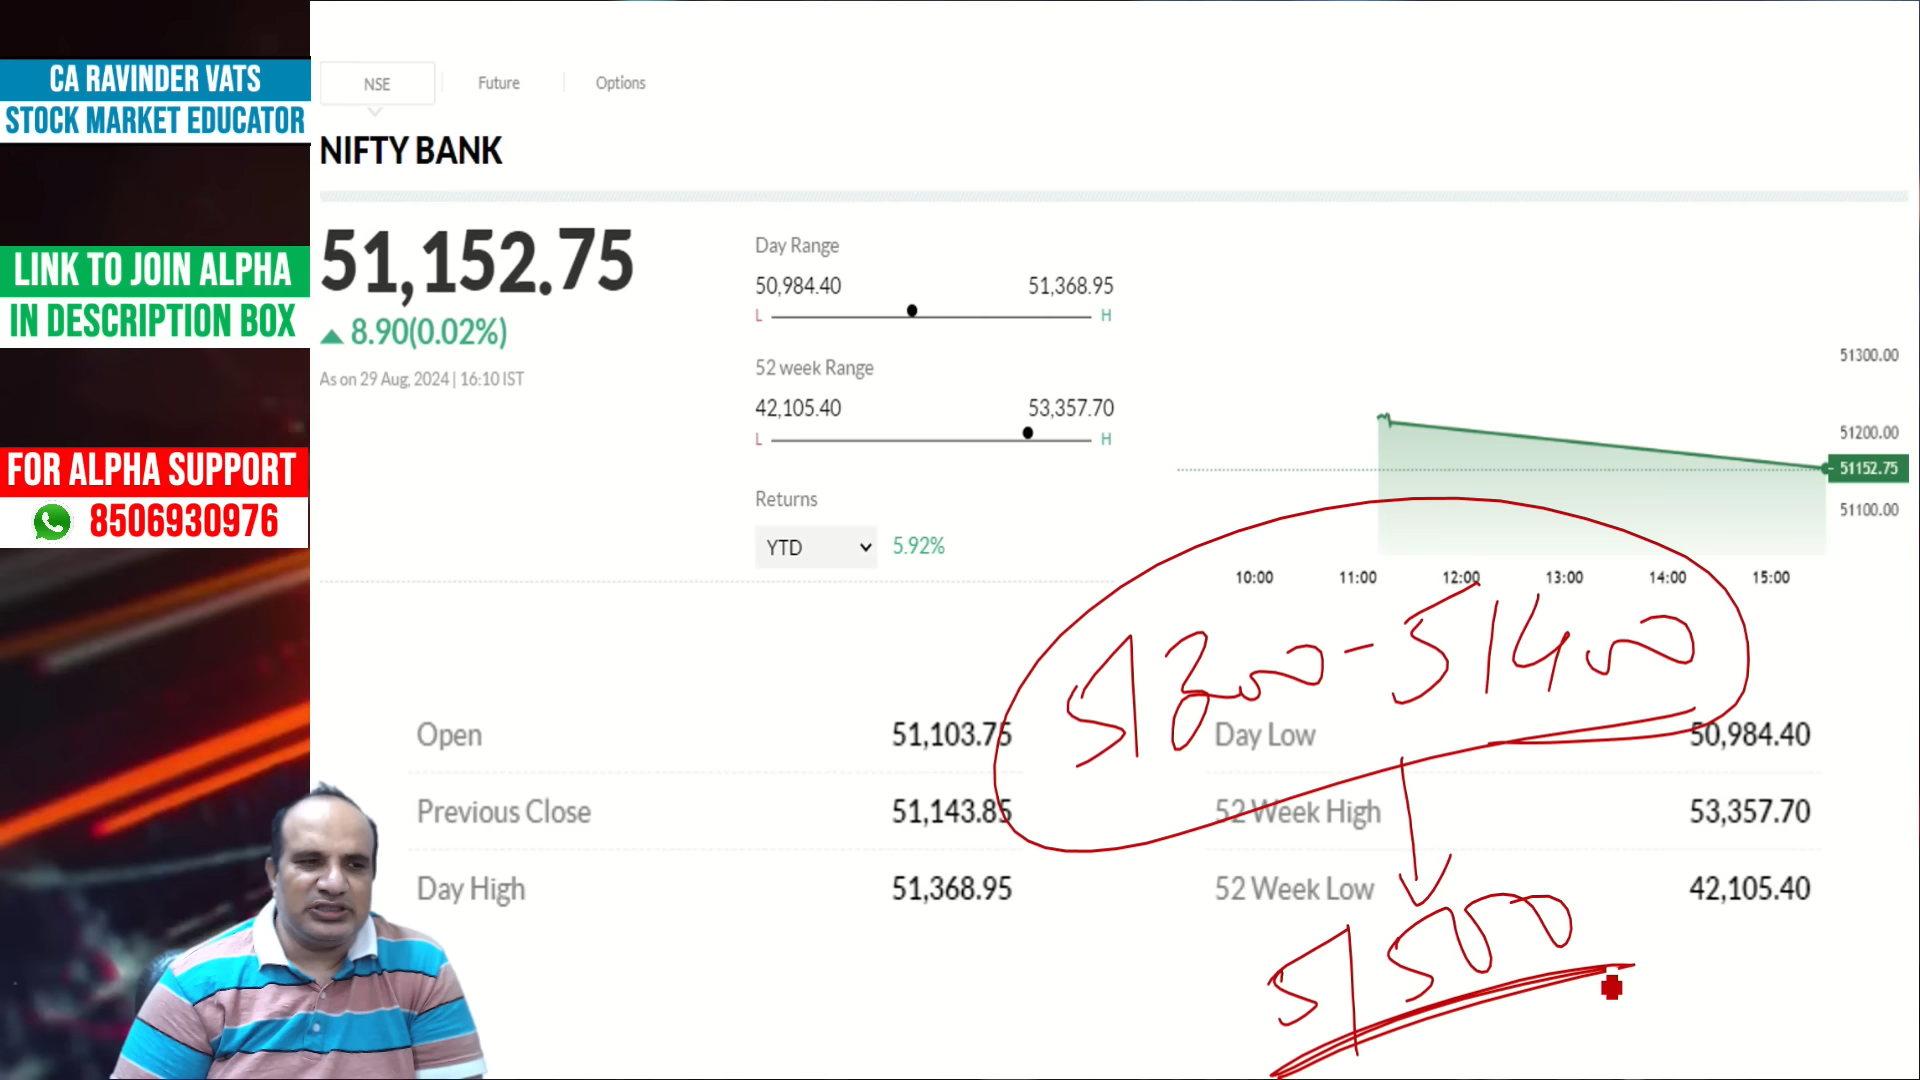 CA RAVINDER VATS
STOCK MARKET EDUCATOR
LINK TO JOIN ALPHA
IN DESCRIPTION BOX
FOR ALPHA SUPPORT
8506930976
NSE
Future
Options
NIFTY BANK
51,152.75
8.90(0.02%)
As on 29 Aug, 2024 | 16:10 IST
Day Range
50,984.40 51,368.95
L H
52 week Range
42,105.40 53,357.70
L H
Returns
YTD 5.92%
51300.00
51200.00
51152.75
51100.00
10:00 11:00 12:00 13:00 14:00 15:00
51300-51400
Open 51,103.75
Day Low 50,984.40
Previous Close 51,143.85
52 Week High 53,357.70
Day High 51,368.95
52 Week Low 42,105.40
51500